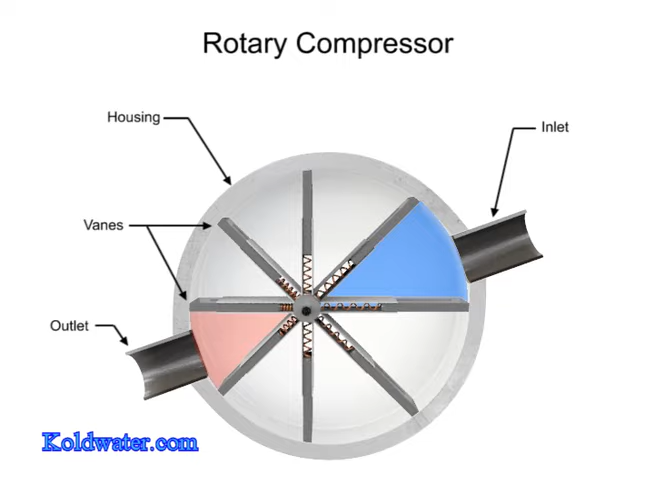 Rotary Compressor
Housing
Inlet
Vanes
Outlet
Koldwater.com